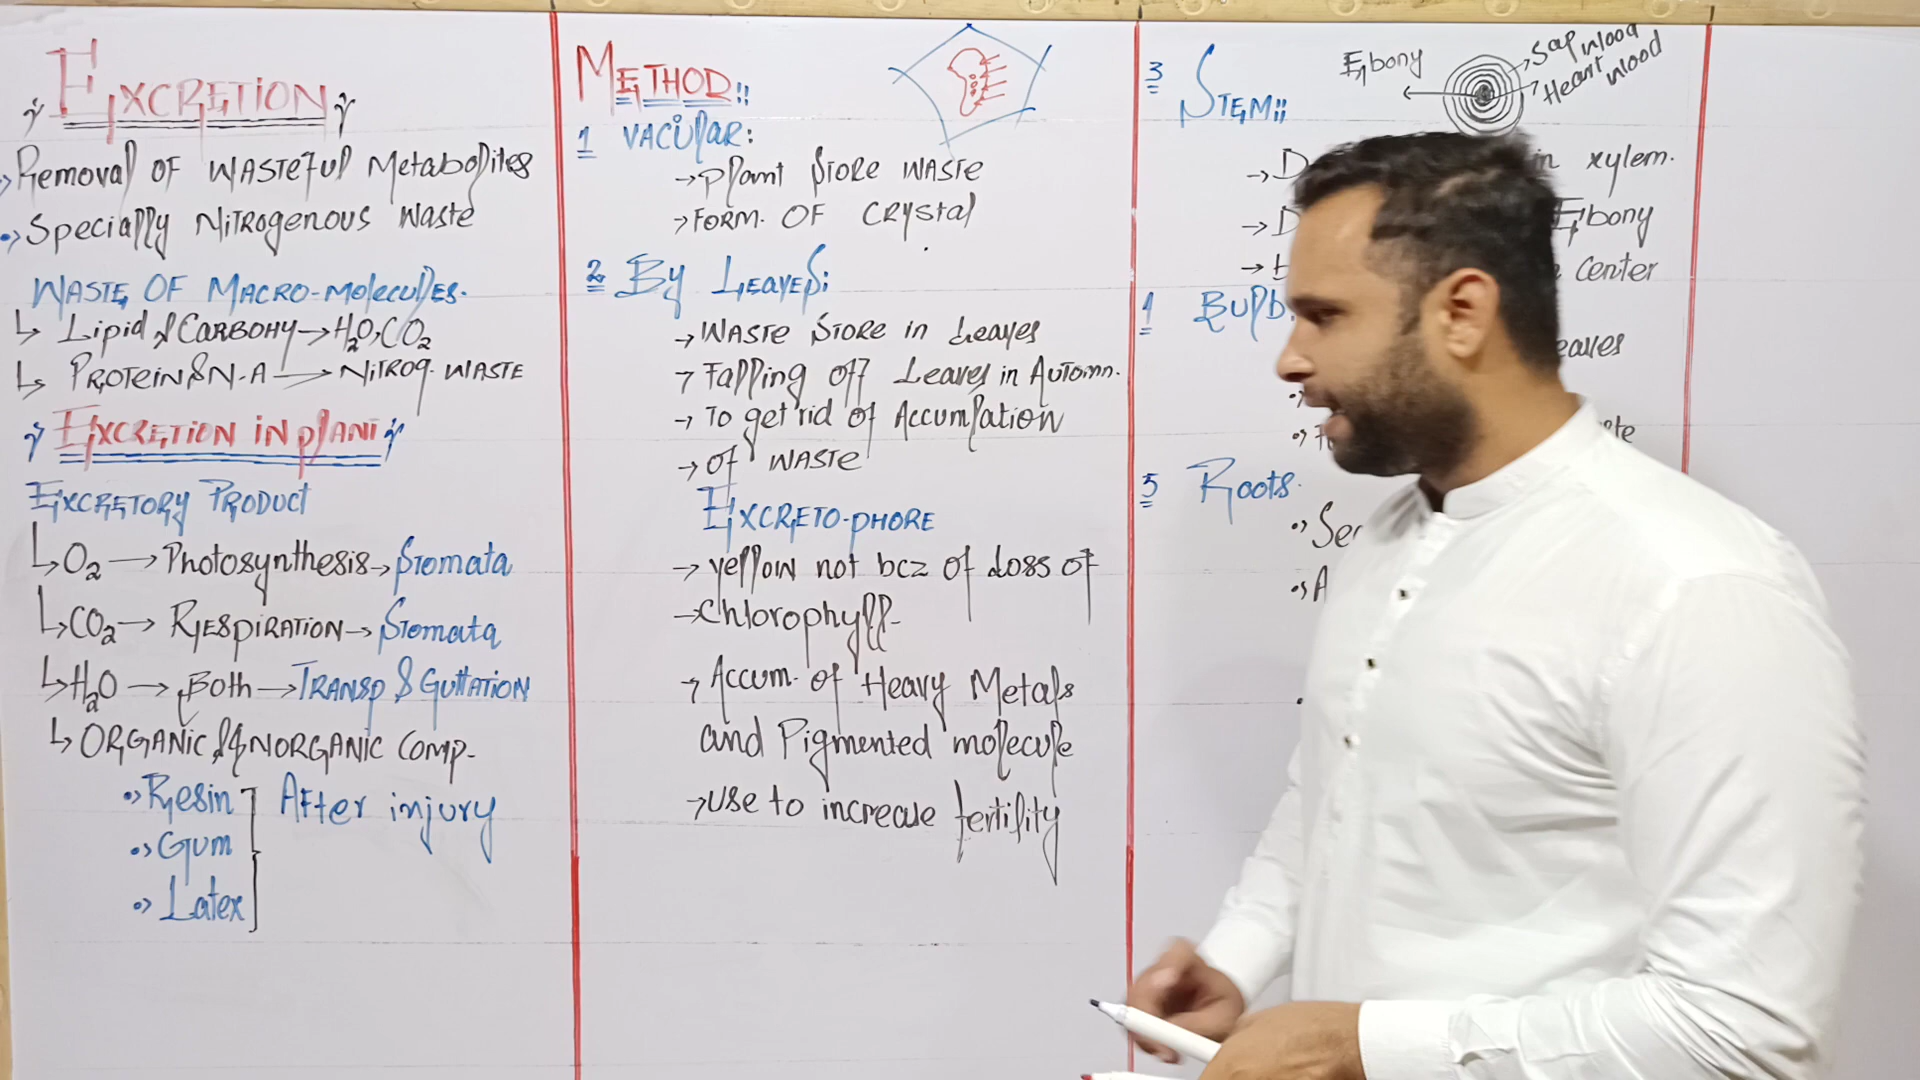 EXCRETION
Removal OF WASTEFUL Metabolites
Specially Nitrogenous Waste
WASTE OF MACRO-MolecULES.
Lipid & CARBOHY → H2O, CO2
PROTEIN & N-A → NITROG. WASTE
EXCRETION IN plANT
EXCRETORY PRODUCT
O2 → Photosynthesis → Stomata
CO2 → RESPIRATION → Stomata
H2O → Both → TRANSP & GUttATION
ORGANIC & INORGANIC COMP-
Resin
Gum
Latex
After injury
METHOD::
1 VACUlar:
→ Plant Store WASTE
→ FORM. OF Crystal
2 By LEAVES:
→ WASTE Store in Leaves
→ Falling off Leaves in AUTOMN.
→ To get rid of Accumlation
→ Of WASTE
EXCRETO-PHORE
→ yellow not bcz of Loss of
→ Chlorophyll-
→ Accum. of Heavy Metals
and Pigmented molecule
→ USE to increase fertility
3 STEM::
Ebony
Sap wood
Heart wood
→ D in xylem.
→ D Ebony
→ Center
Bulb:
eaves
5 Roots.